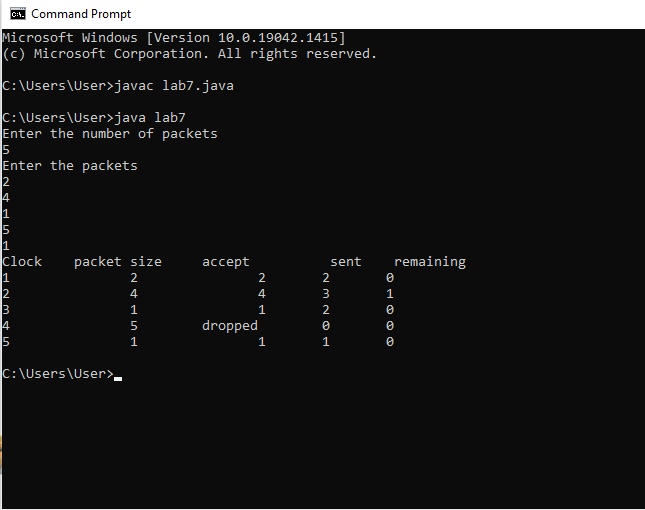 Command Prompt
Microsoft Windows [Version 10.0.19042.1415]
(c) Microsoft Corporation. All rights reserved.
C:\Users\User>javac lab7.java
C:\Users\User>java lab7
Enter the number of packets
5
Enter the packets
2
4
1
5
1
Clock    packet size     accept          sent    remaining
1               2               2       2       0
2               4               4       3       1
3               1               1       2       0
4               5        dropped        0       0
5               1               1       1       0
C:\Users\User>